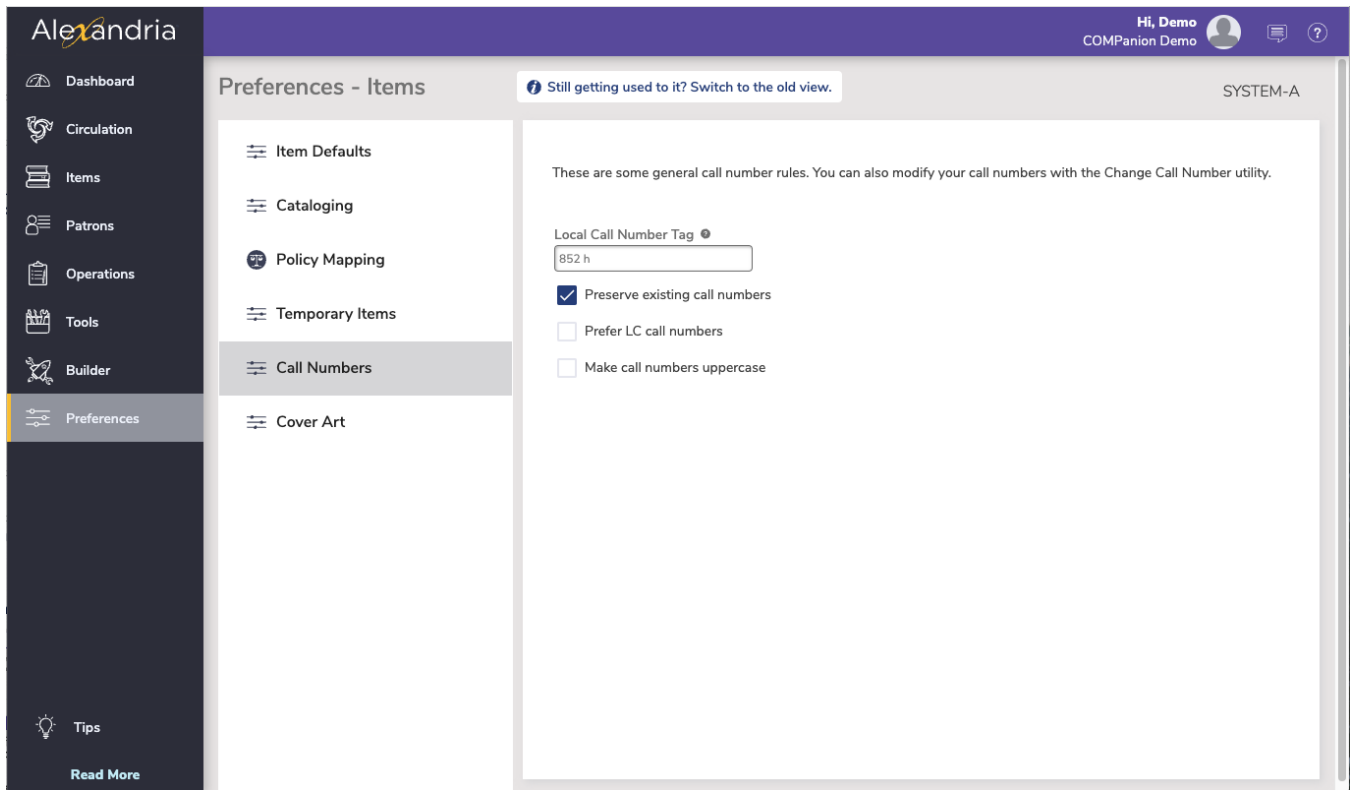 Alexandria
Hi, Demo
COMPanion Demo
Dashboard
Circulation
Items
Patrons
Operations
Tools
Builder
Preferences
Tips
Read More
Preferences - Items
Still getting used to it? Switch to the old view.
SYSTEM-A
Item Defaults
Cataloging
Policy Mapping
Temporary Items
Call Numbers
Cover Art
These are some general call number rules. You can also modify your call numbers with the Change Call Number utility.
Local Call Number Tag
852 h
Preserve existing call numbers
Prefer LC call numbers
Make call numbers uppercase